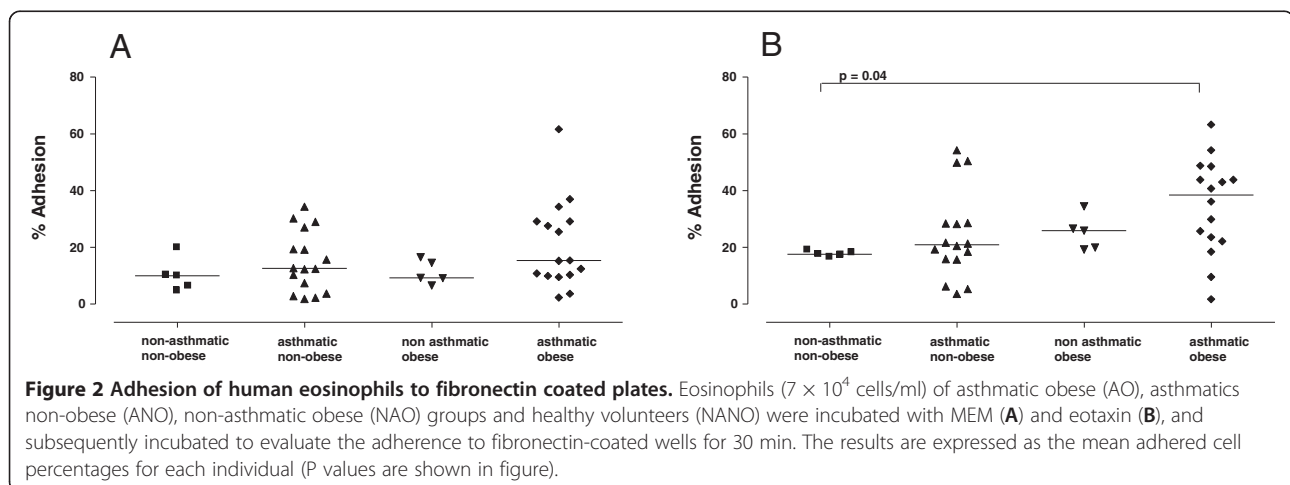 A
B
80
60
40
20
0
% Adhesion
non-asthmatic
non-obese
asthmatic
non-obese
non asthmatic
obese
asthmatic
obese
80
60
40
20
0
% Adhesion
p = 0.04
non-asthmatic
non-obese
asthmatic
non-obese
non asthmatic
obese
asthmatic
obese
Figure 2 Adhesion of human eosinophils to fibronectin coated plates. Eosinophils (7 × 10⁴ cells/ml) of asthmatic obese (AO), asthmatics
non-obese (ANO), non-asthmatic obese (NAO) groups and healthy volunteers (NANO) were incubated with MEM (A) and eotaxin (B), and
subsequently incubated to evaluate the adherence to fibronectin-coated wells for 30 min. The results are expressed as the mean adhered cell
percentages for each individual (P values are shown in figure).